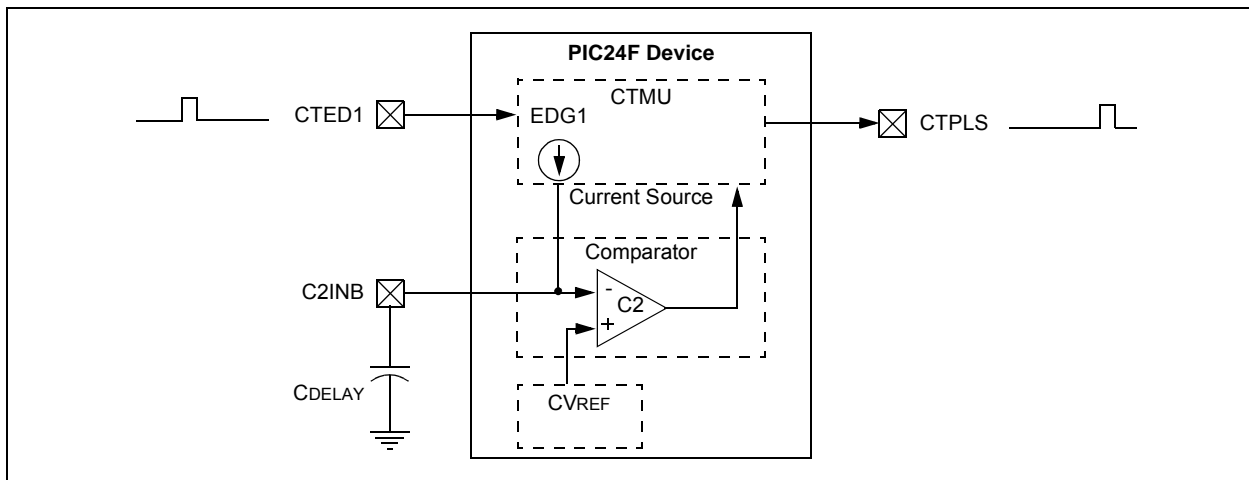 PIC24F Device
CTMU
CTED1
EDG1
CTPLS
Current Source
Comparator
C2INB
-
C2
+
CDELAY
CVREF